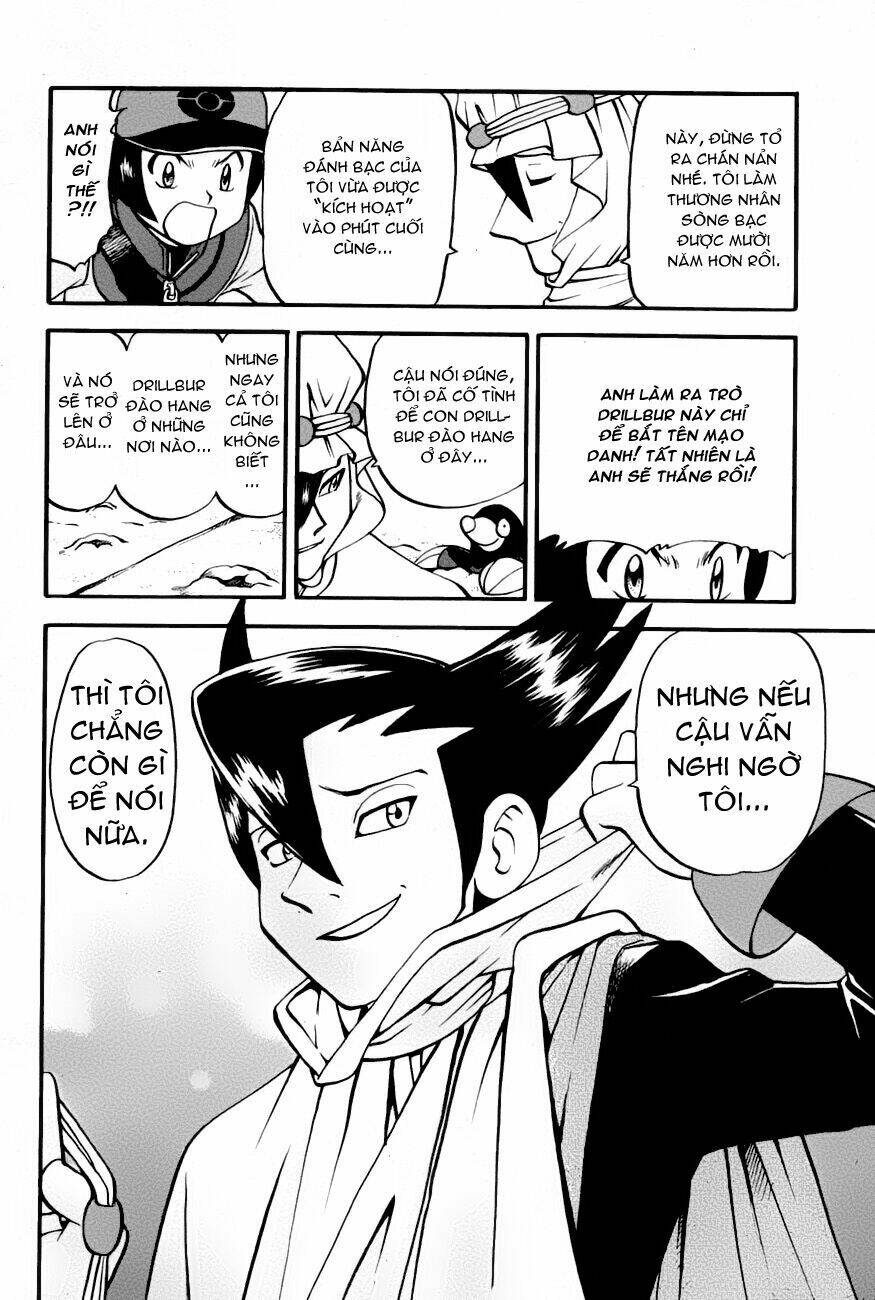 NÀY, ĐỪNG TỎ
RA CHÁN NẢN
NHÉ. TÔI LÀM
THƯƠNG NHÂN
SÒNG BẠC
ĐƯỢC MƯỜI
NĂM HƠN RỒI.
BẢN NĂNG
ĐÁNH BẠC CỦA
TÔI VỪA ĐƯỢC
“KÍCH HOẠT”
VÀO PHÚT CUỐI
CÙNG...
ANH
NÓI
GÌ
THẾ
?!!
ANH LÀM RA TRÒ
DRILLBUR NÀY CHỈ
ĐỂ BẮT TÊN MẠO
DANH! TẤT NHIÊN LÀ
ANH SẼ THẮNG RỒI!
CẬU NÓI ĐÚNG,
TÔI ĐÃ CỐ TÌNH
ĐỂ CON DRILL-
BUR ĐÀO HANG
Ở ĐÂY...
NHƯNG
NGAY
CẢ TÔI
CŨNG
KHÔNG
BIẾT
...
DRILLBUR
ĐÀO HANG
Ở NHỮNG
NƠI NÀO...
VÀ NÓ
SẼ TRỞ
LÊN Ở
ĐÂU...
NHƯNG NẾU
CẬU VẪN
NGHI NGỜ
TÔI...
THÌ TÔI
CHẲNG
CÒN GÌ
ĐỂ NÓI
NỮA.